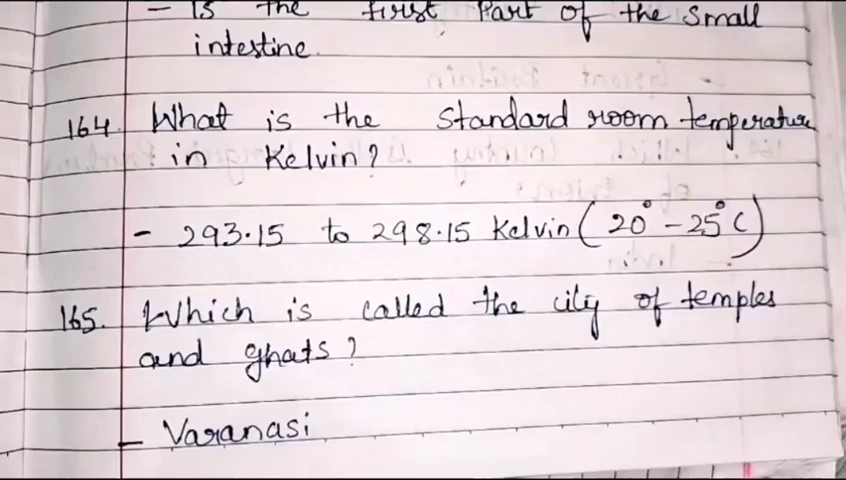 - Is the first part of the small
intestine.
164. What is the standard room temperature
in Kelvin?
- 293.15 to 298.15 Kelvin (20° - 25°C)
165. Which is called the city of temples
and ghats?
- Varanasi